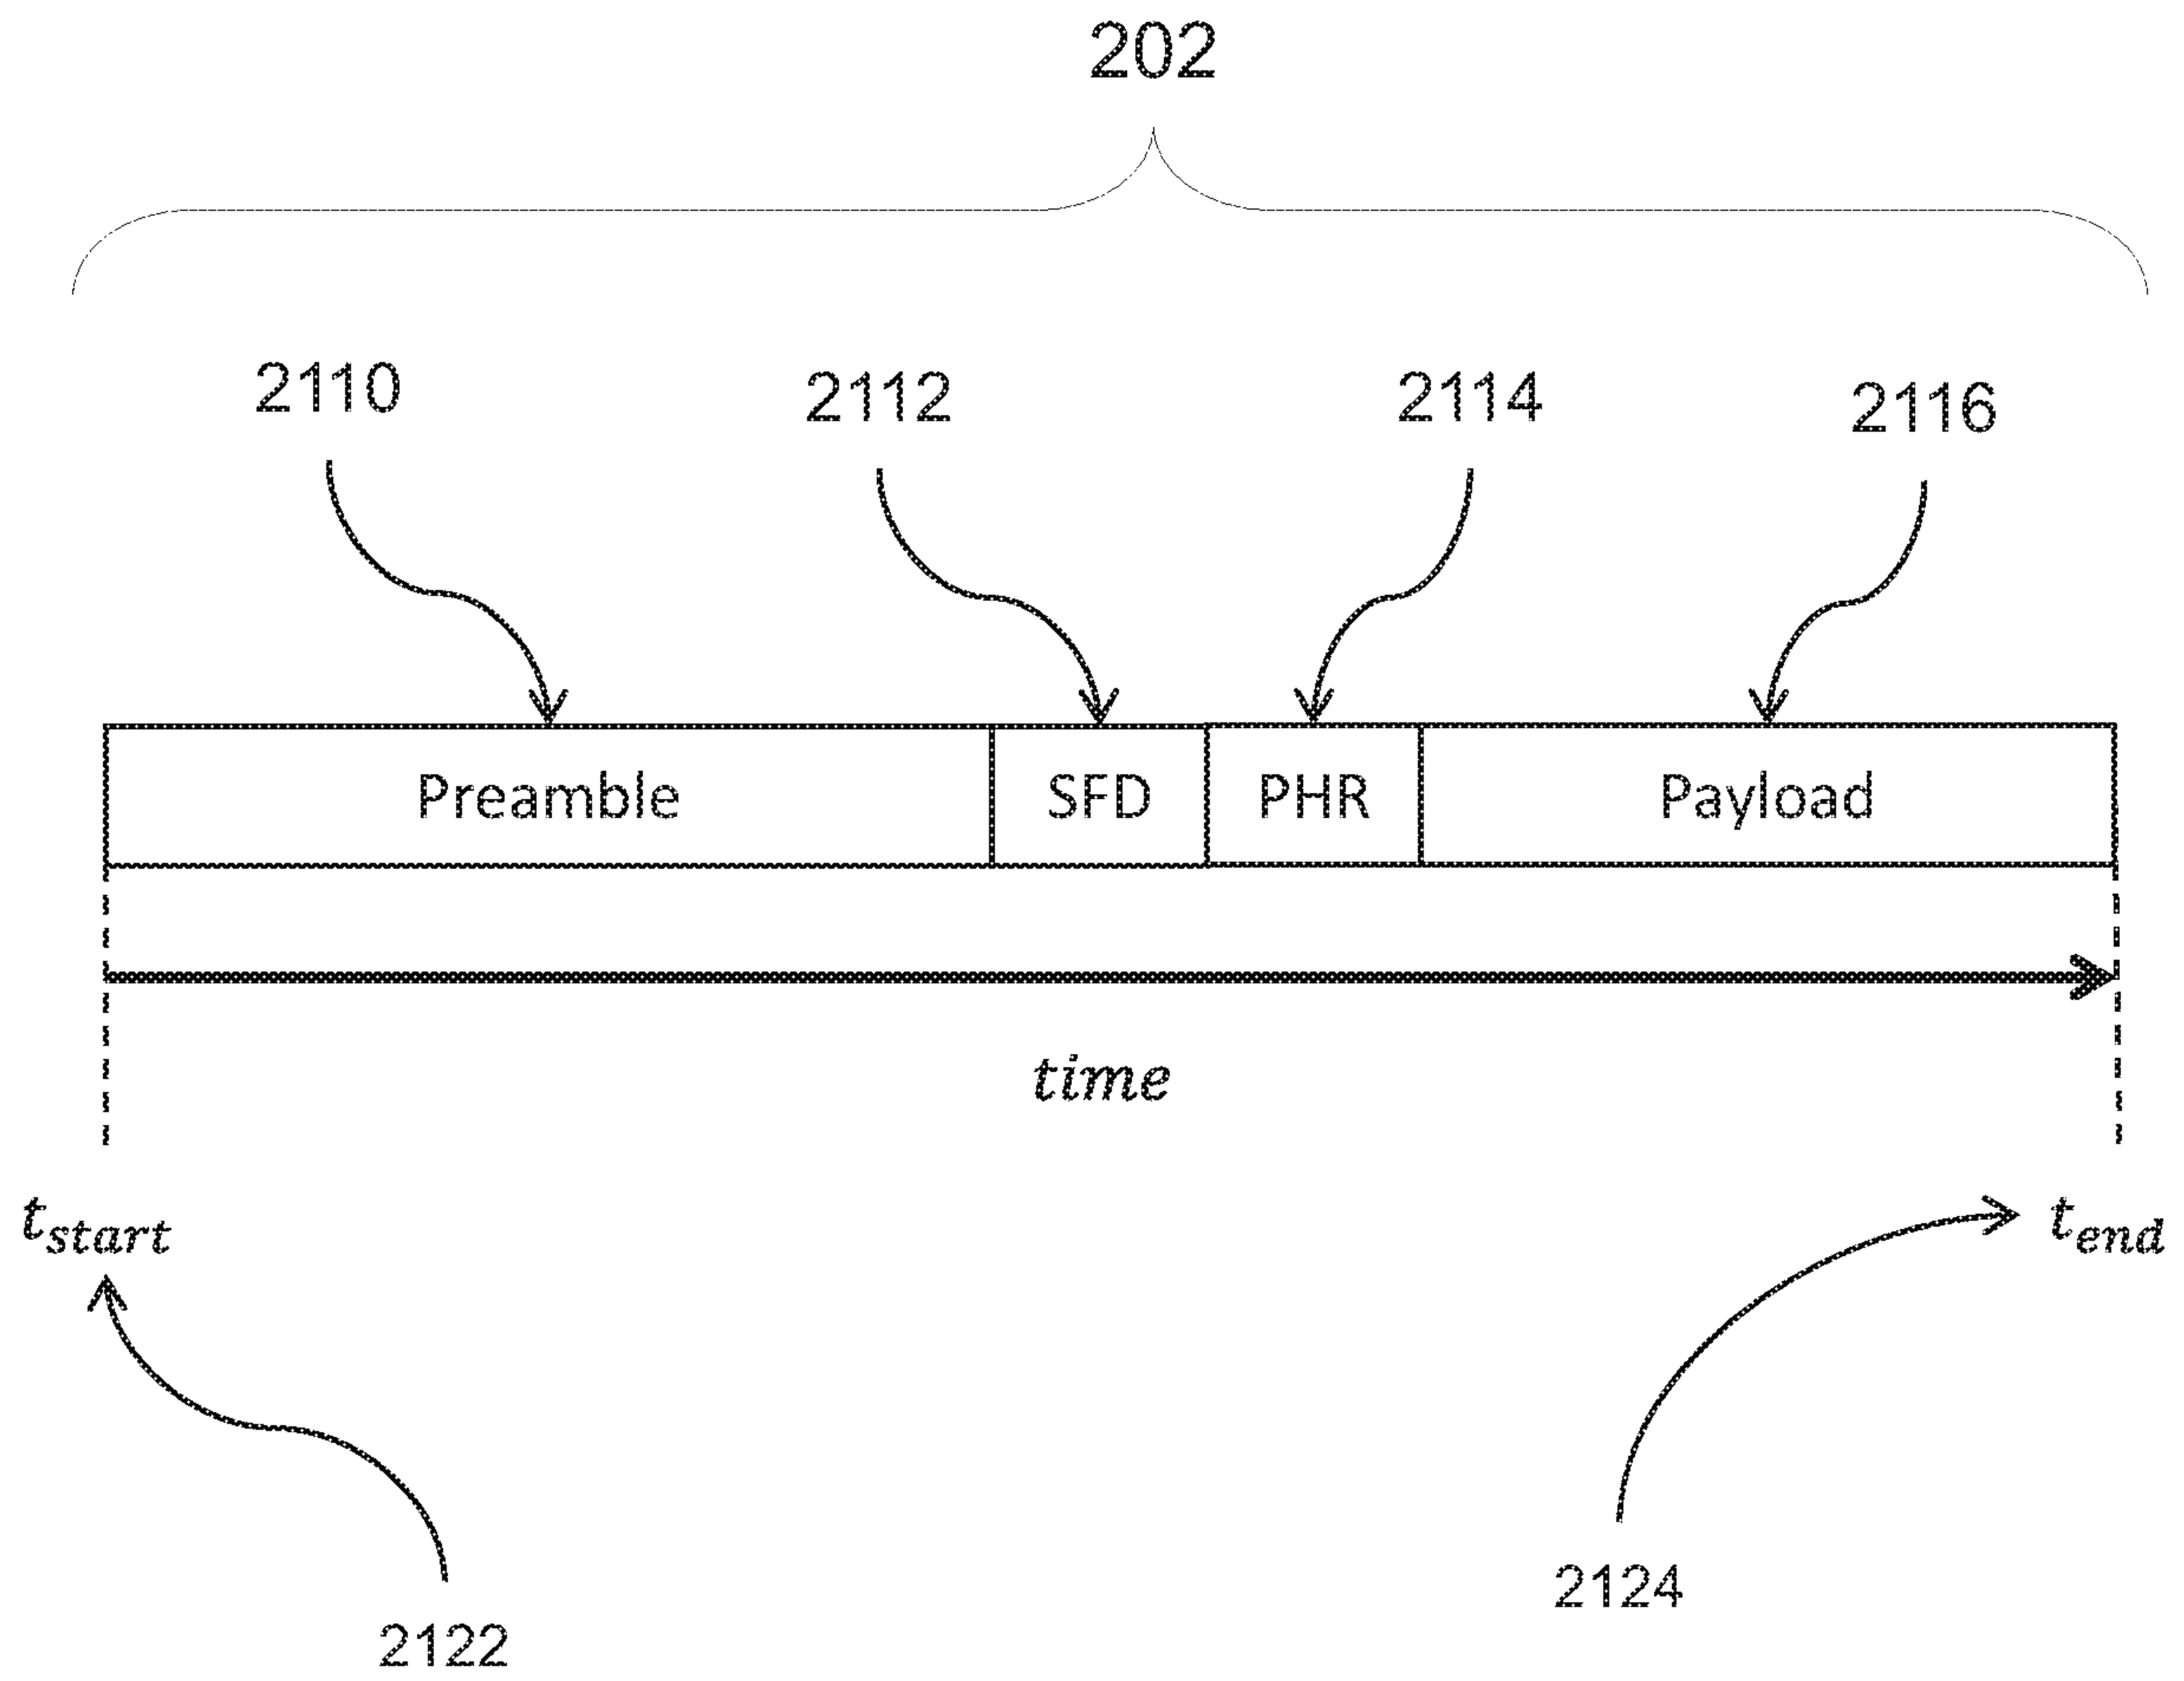 202
2110 2112 2114 2116
Preamble SFD PHR Payload
time
t_start t_end
2124
2122